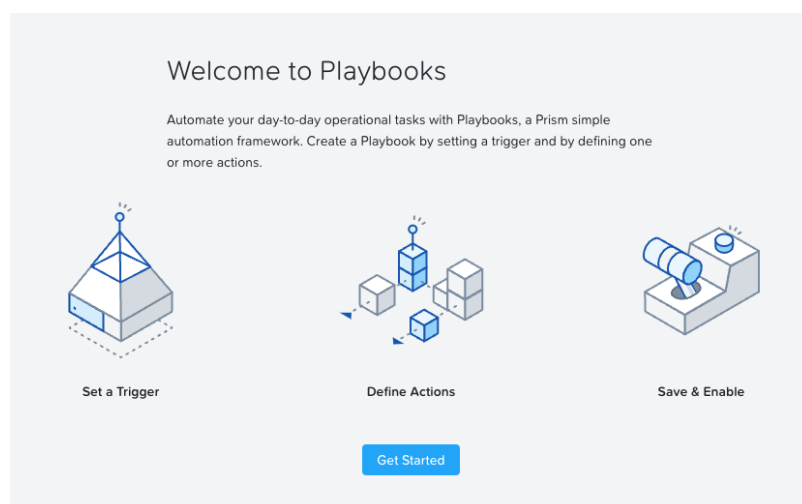 Welcome to Playbooks
Automate your day-to-day operational tasks with Playbooks, a Prism simple
automation framework. Create a Playbook by setting a trigger and by defining one
or more actions.
Set a Trigger
Define Actions
Save & Enable
Get Started